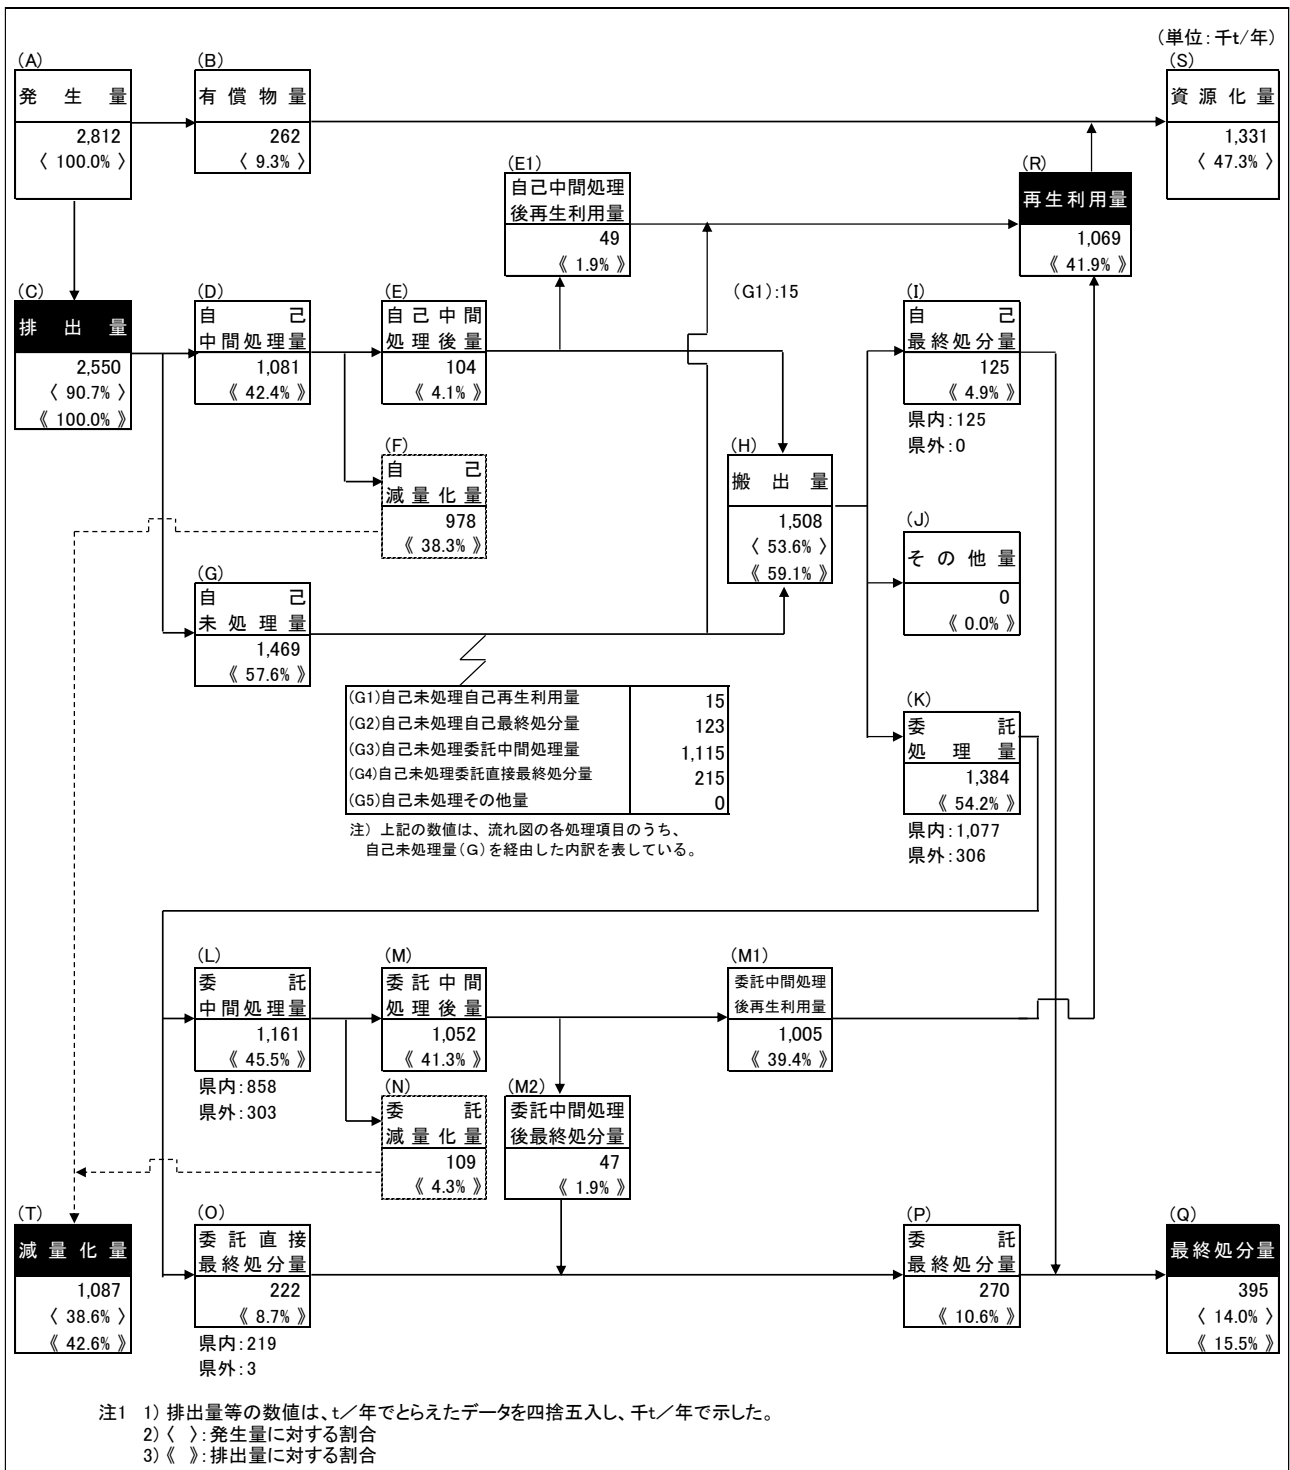 (単位:千t/年)
(A)
発生量
2,812
〈 100.0% 〉
(B)
有償物量
262
〈 9.3% 〉
(S)
資源化量
1,331
〈 47.3% 〉
(E1)
自己中間処理
後再生利用量
49
《 1.9% 》
(R)
再生利用量
1,069
《 41.9% 》
(C)
排出量
2,550
〈 90.7% 〉
《 100.0% 》
(D)
自己
中間処理量
1,081
《 42.4% 》
(E)
自己中間
処理後量
104
《 4.1% 》
(G1):15
(I)
自己
最終処分量
125
《 4.9% 》
県内:125
県外:0
(F)
自己
減量化量
978
《 38.3% 》
(H)
搬出量
1,508
〈 53.6% 〉
《 59.1% 》
(J)
その他量
0
《 0.0% 》
(G)
自己
未処理量
1,469
《 57.6% 》
(G1)自己未処理自己再生利用量 15
(G2)自己未処理自己最終処分量 123
(G3)自己未処理委託中間処理量 1,115
(G4)自己未処理委託直接最終処分量 215
(G5)自己未処理その他量 0
注) 上記の数値は、流れ図の各処理項目のうち、
自己未処理量(G)を経由した内訳を表している。
(K)
委託
処理量
1,384
《 54.2% 》
県内:1,077
県外:306
(L)
委託
中間処理量
1,161
《 45.5% 》
県内:858
県外:303
(M)
委託中間
処理後量
1,052
《 41.3% 》
(M1)
委託中間処理
後再生利用量
1,005
《 39.4% 》
(N)
委託
減量化量
109
《 4.3% 》
(M2)
委託中間処理
後最終処分量
47
《 1.9% 》
(T)
減量化量
1,087
〈 38.6% 〉
《 42.6% 》
(O)
委託直接
最終処分量
222
《 8.7% 》
県内:219
県外:3
(P)
委託
最終処分量
270
《 10.6% 》
(Q)
最終処分量
395
〈 14.0% 〉
《 15.5% 》
注1 1) 排出量等の数値は、t/年でとらえたデータを四捨五入し、千t/年で示した。
2)〈 〉:発生量に対する割合
3)《 》:排出量に対する割合